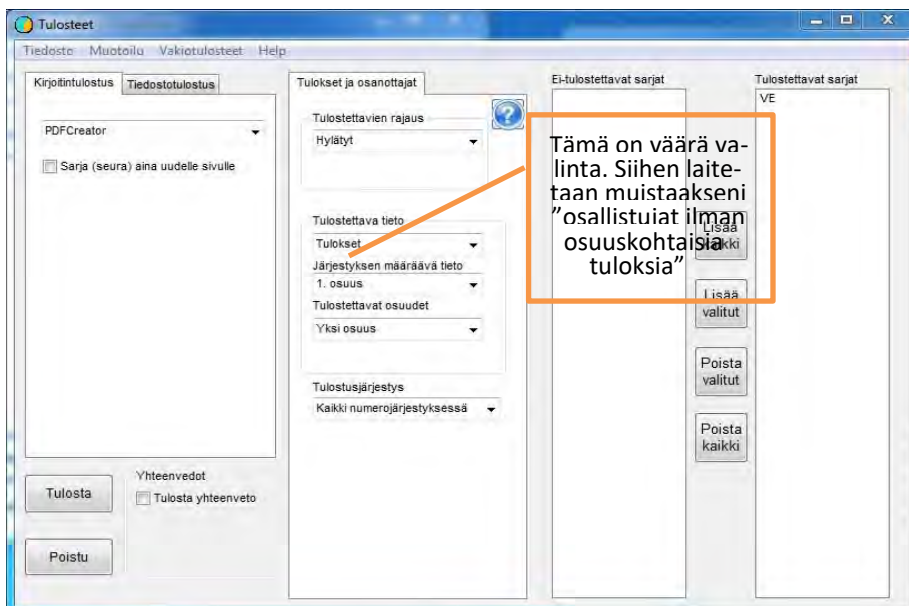 Tulosteet
Tiedosto Muotoilu Vakiotulosteet Help
Kirjoitintulostus Tiedostotulostus
PDFCreator
Sarja (seura) aina uudelle sivulle
Tulokset ja osanottajat
Tulostettavien rajaus
Hylätyt
Tulostettava tieto
Tulokset
Järjestyksen määräävä tieto
1. osuus
Tulostettavat osuudet
Yksi osuus
Tulostusjärjestys
Kaikki numerojärjestyksessä
Ei-tulostettavat sarjat
Tulostettavat sarjat
VE
Tämä on väärä va-
linta. Siihen laite-
taan muistaakseni
”osallistujat ilman
osuuskohtaisia
tuloksia”
Lisää
kaikki
Lisää
valitut
Poista
valitut
Poista
kaikki
Tulosta
Yhteenvedot
Tulosta yhteenveto
Poistu